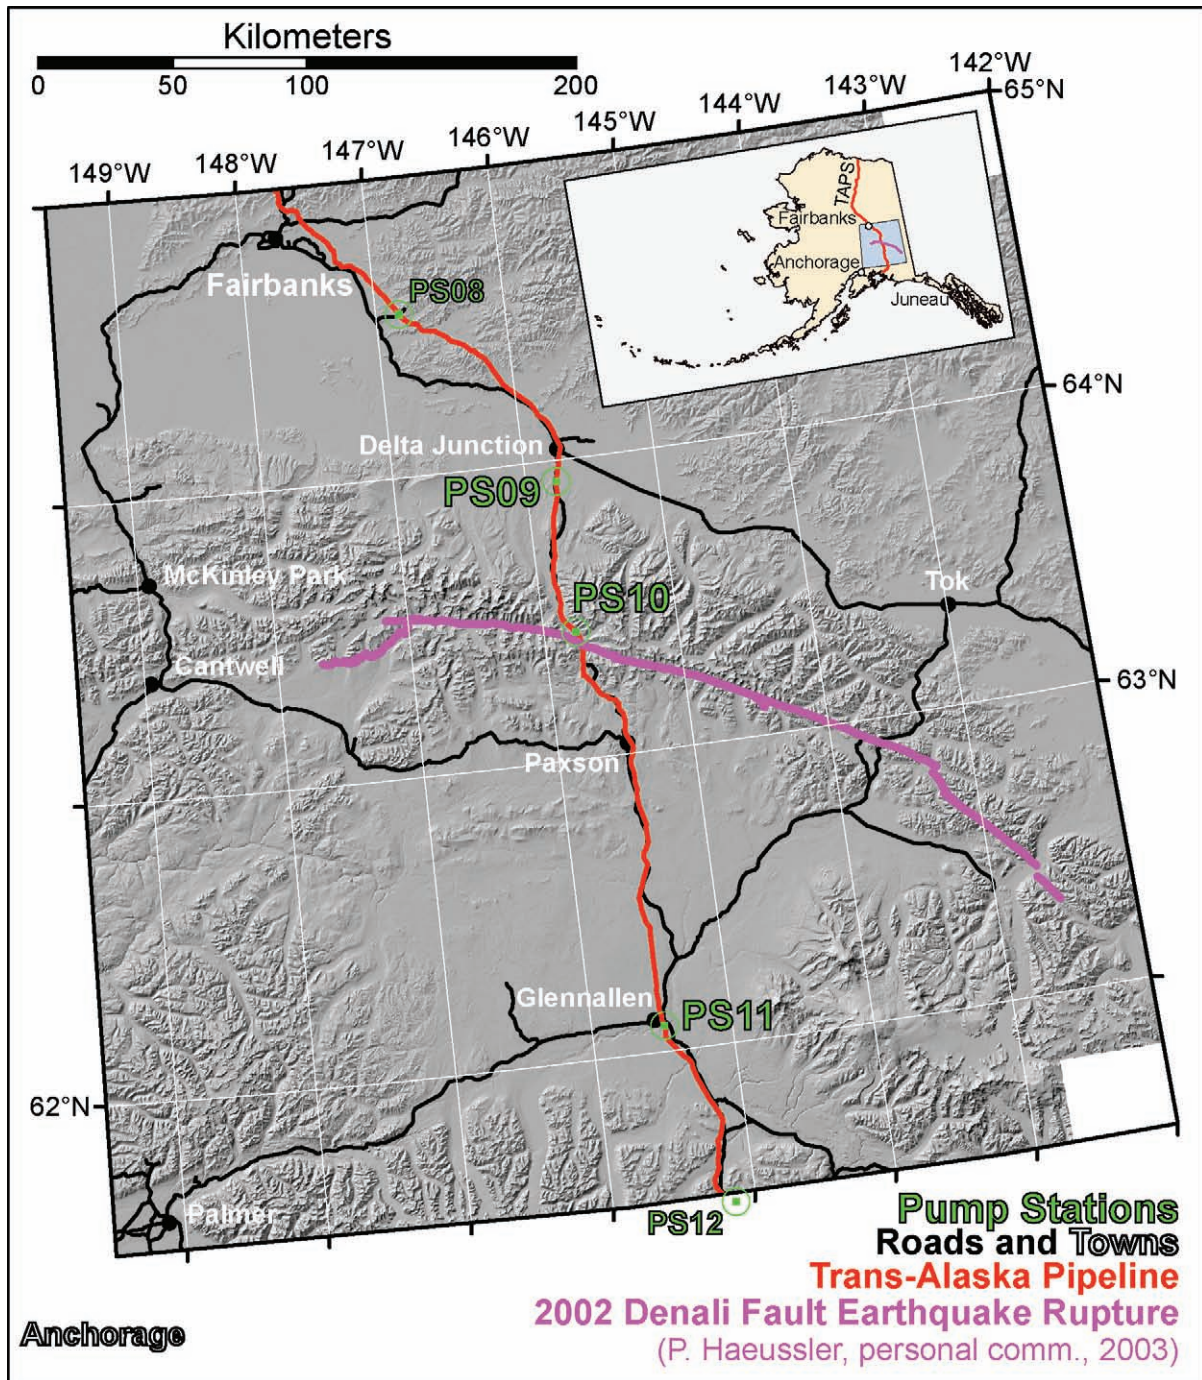 Kilometers
0 50 100 200
149°W 148°W 147°W 146°W 145°W 144°W 143°W 142°W
65°N
TAPS
Fairbanks
Anchorage
Juneau
Fairbanks
PS08
64°N
Delta Junction
PS09
McKinley Park
PS10
Tok
Cantwell
63°N
Paxson
Glennallen
PS11
62°N
Palmer
PS12
Pump Stations
Roads and Towns
Trans-Alaska Pipeline
2002 Denali Fault Earthquake Rupture
Anchorage
(P. Haeussler, personal comm., 2003)